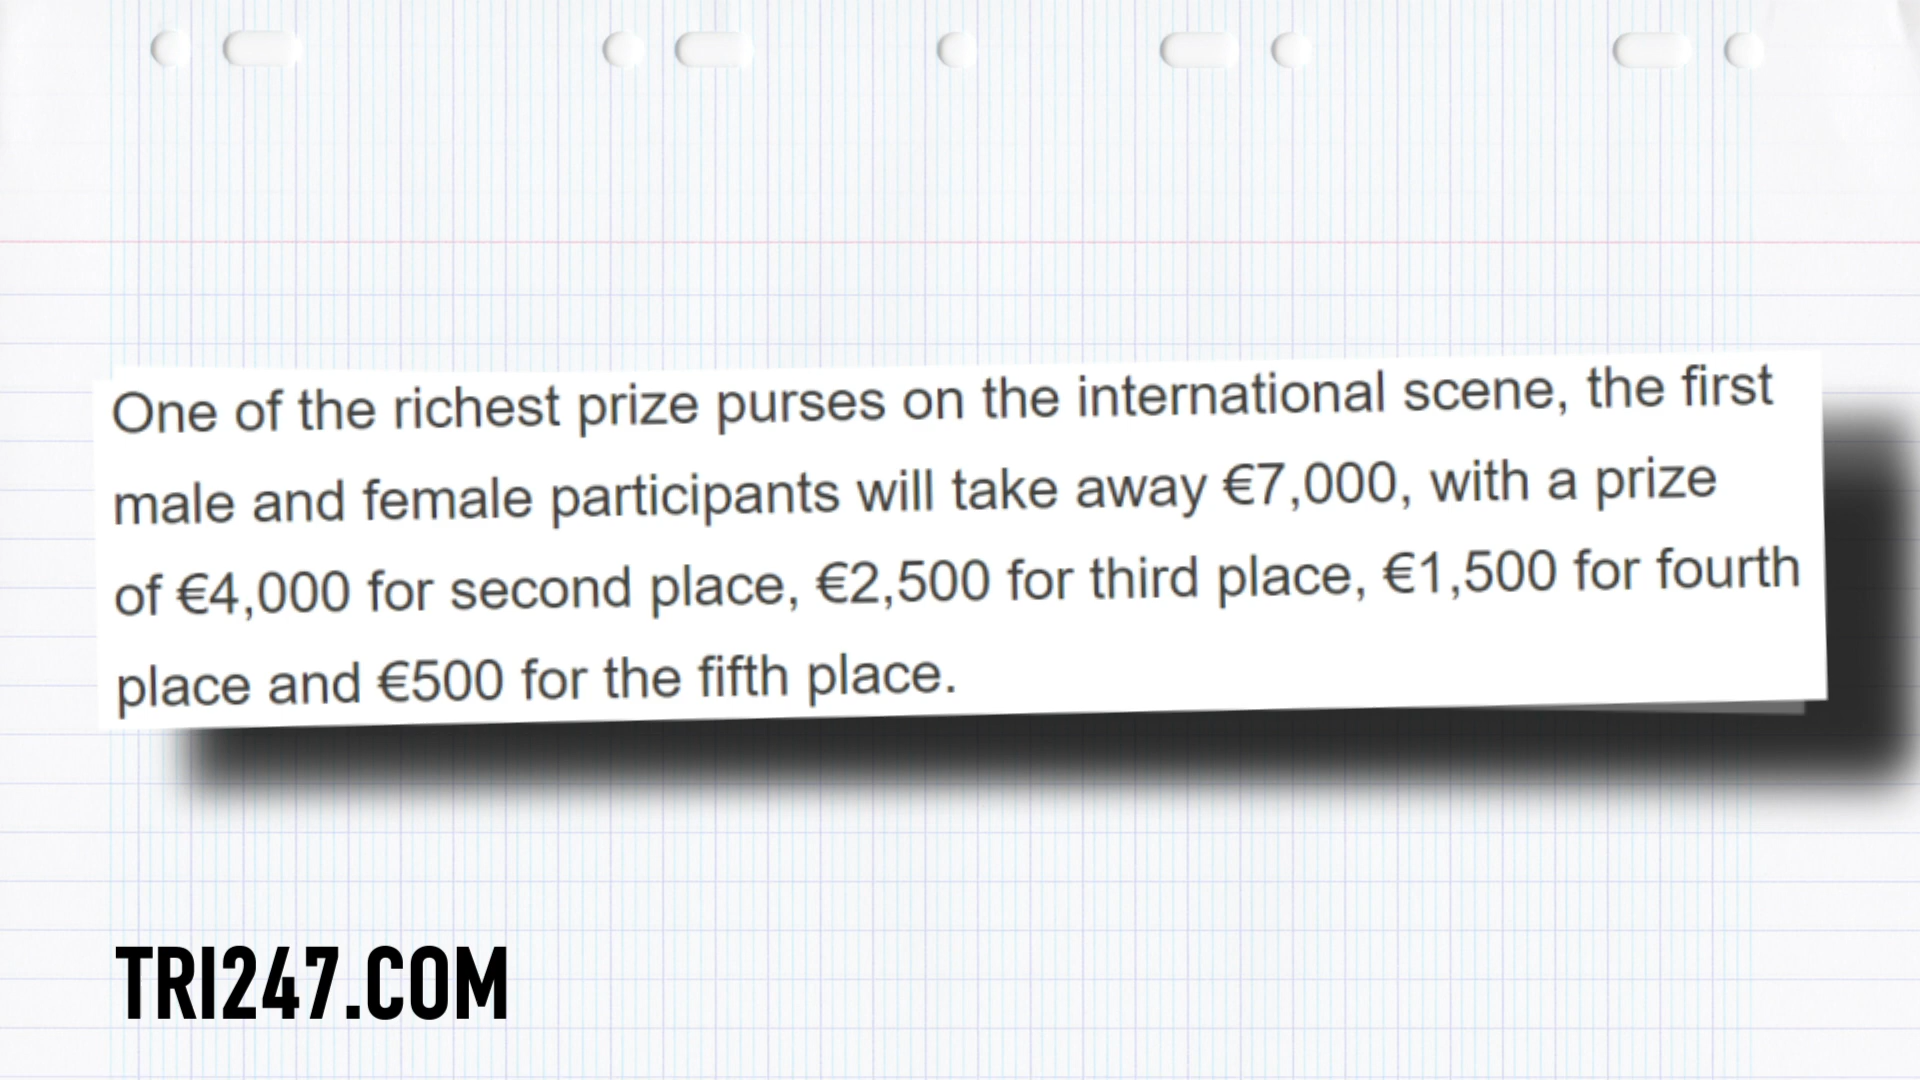 One of the richest prize purses on the international scene, the first
male and female participants will take away €7,000, with a prize
of €4,000 for second place, €2,500 for third place, €1,500 for fourth
place and €500 for the fifth place.
TRI247.COM